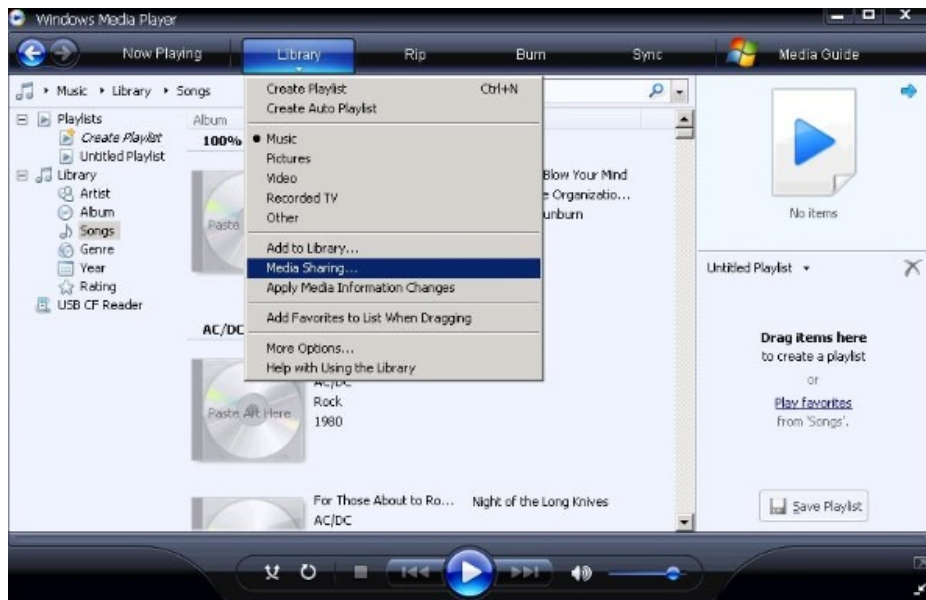 Windows Media Player
Now Playing Library Rip Burn Sync Media Guide
Music Library Songs
Playlists
Create Playlist
Untitled Playlist
Library
Artist
Album
Songs
Genre
Year
Rating
USB CF Reader
Album
100%
Create Playlist Ctrl+N
Create Auto Playlist
Music
Pictures
Video
Recorded TV
Other
Add to Library...
Media Sharing...
Apply Media Information Changes
Add Favorites to List When Dragging
More Options...
Help with Using the Library
Blow Your Mind
Organizatio...
Paste
AC/DC
AC/DC
Rock
1980
Paste Art Here
For Those About to Ro... Night of the Long Knives
AC/DC
No items
Untitled Playlist
Drag items here
to create a playlist
or
Play favorites
from 'Songs'.
Save Playlist